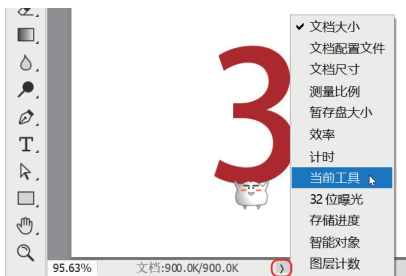 3
✔ 文档大小
文档配置文件
文档尺寸
测量比例
暂存盘大小
效率
计时
当前工具
32 位曝光
存储进度
智能对象
图层计数
T
95.63% 文档:900.0K/900.0K